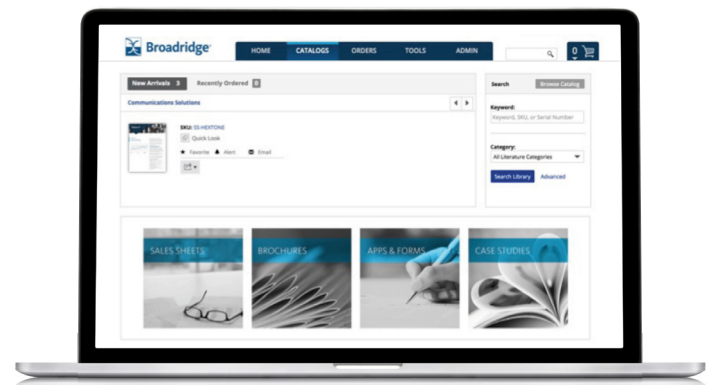 Broadridge
HOME CATALOGS ORDERS TOOLS ADMIN
0
New Arrivals 3 Recently Ordered 0
Communications Solutions
SKU: SS-HEXTONE
Quick Look
Favorite Alert Email
Search Browse Catalog
Keyword:
Keyword, SKU, or Serial Number
Category:
All Literature Categories
Search Library Advanced
SALES SHEETS BROCHURES APPS & FORMS CASE STUDIES